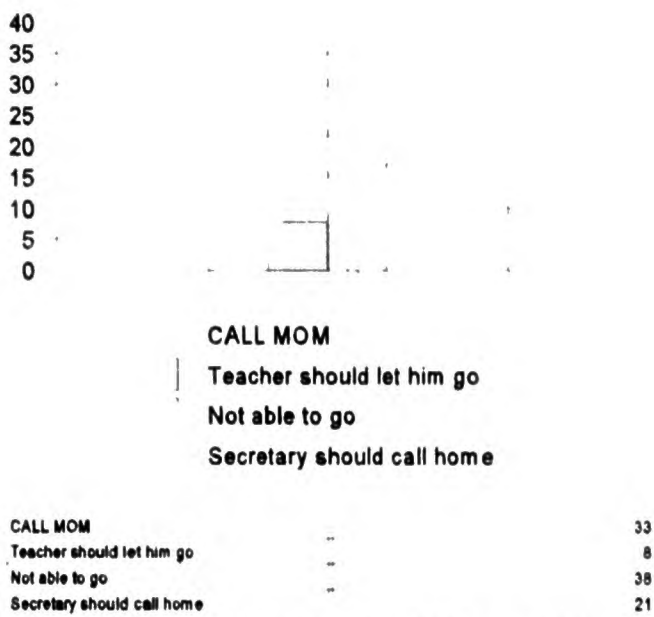 40
35
30
25
20
15
10
5
0
CALL MOM
Teacher should let him go
Not able to go
Secretary should call home
CALL MOM 33
Teacher should let him go 8
Not able to go 38
Secretary should call home 21